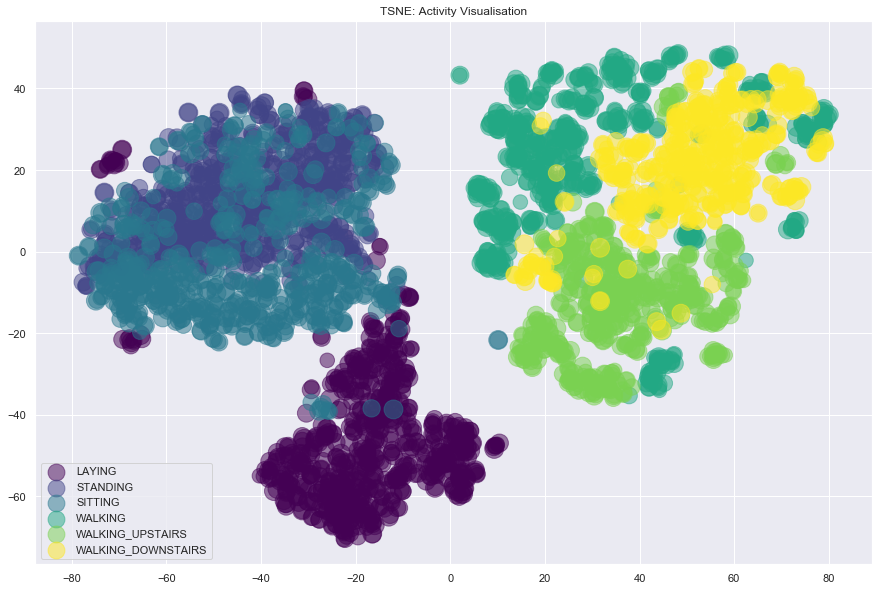 TSNE: Activity Visualisation
40
20
0
−20
−40
−60
LAYING
STANDING
SITTING
WALKING
WALKING_UPSTAIRS
WALKING_DOWNSTAIRS
−80 −60 −40 −20 0 20 40 60 80